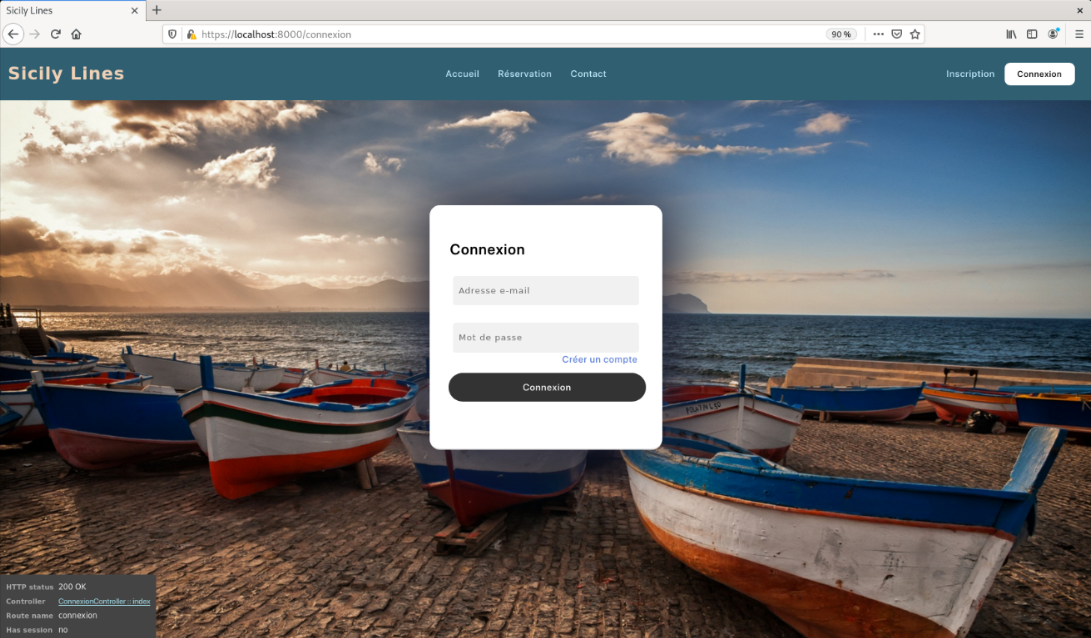 Sicily Lines
https://localhost:8000/connexion
90 %
Sicily Lines
Accueil
Réservation
Contact
Inscription
Connexion
Connexion
Adresse e-mail
Mot de passe
Créer un compte
Connexion
HTTP status 200 OK
Controller ConnexionController :: index
Route name connexion
Has session no